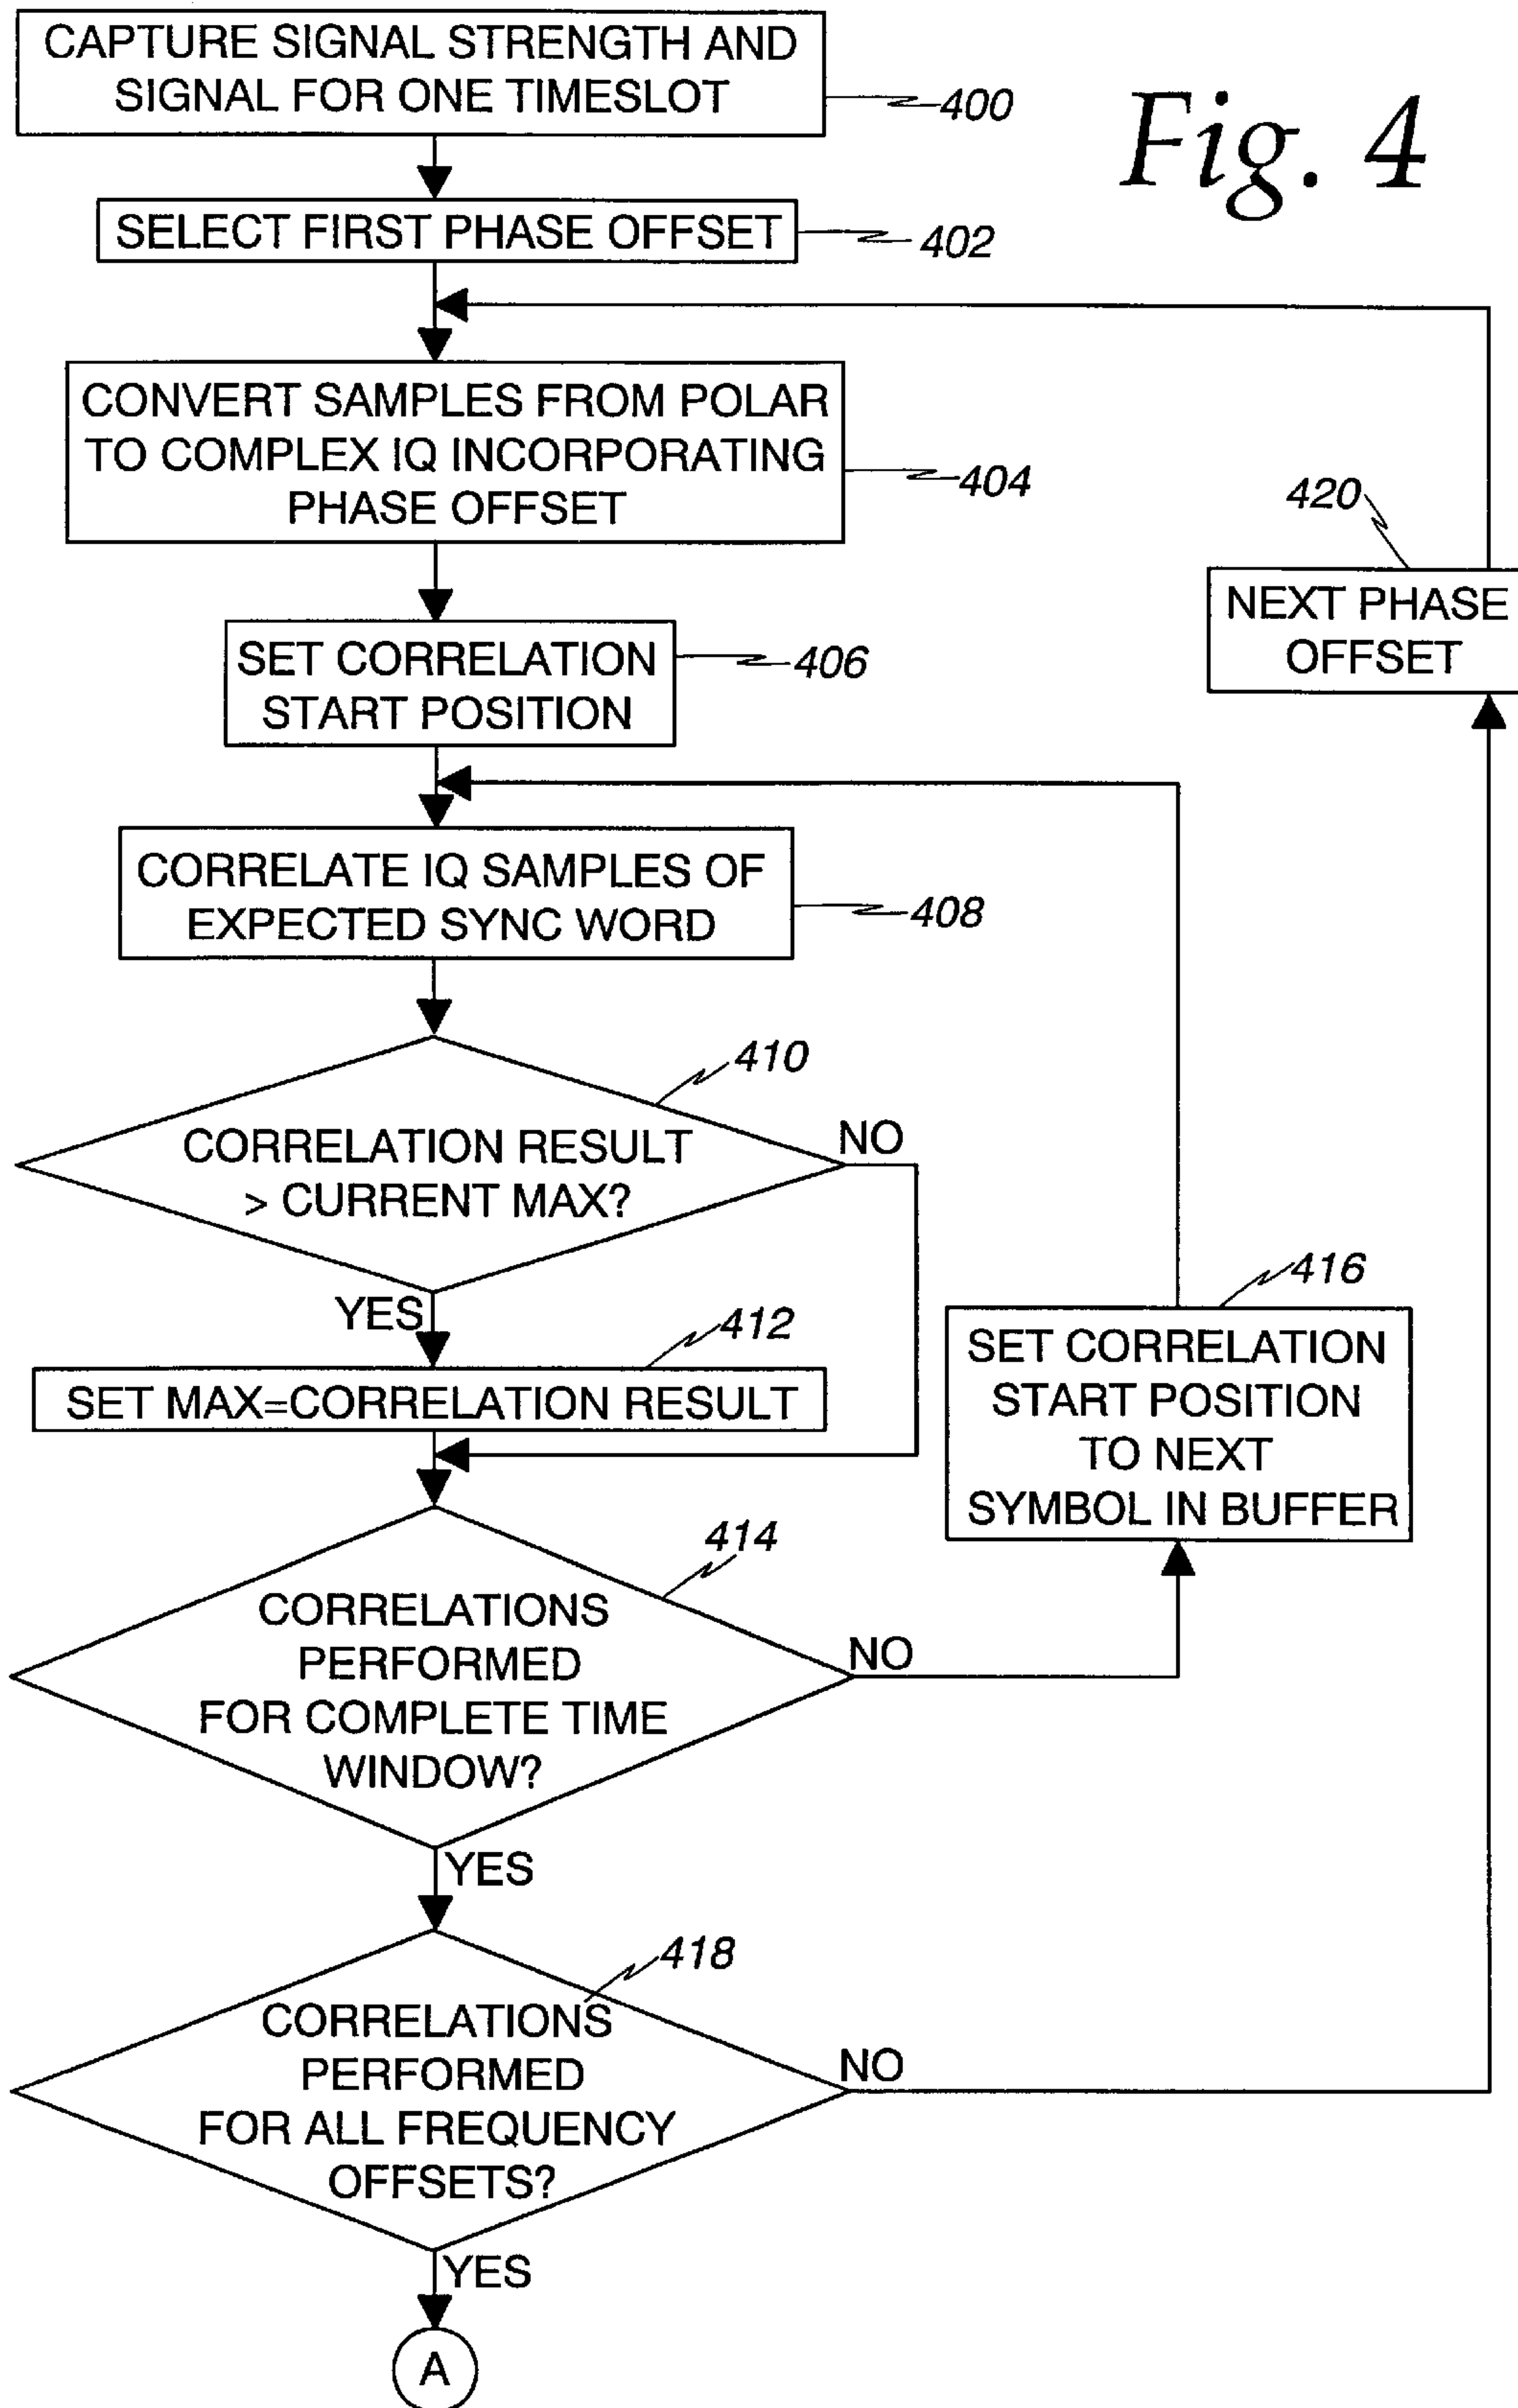 CAPTURE SIGNAL STRENGTH AND
SIGNAL FOR ONE TIMESLOT
400
Fig. 4
SELECT FIRST PHASE OFFSET
402
CONVERT SAMPLES FROM POLAR
TO COMPLEX IQ INCORPORATING
PHASE OFFSET
404
420
NEXT PHASE
OFFSET
SET CORRELATION
START POSITION
406
CORRELATE IQ SAMPLES OF
EXPECTED SYNC WORD
408
410
CORRELATION RESULT
> CURRENT MAX?
NO
YES
412
SET MAX=CORRELATION RESULT
416
SET CORRELATION
START POSITION
TO NEXT
SYMBOL IN BUFFER
414
CORRELATIONS
PERFORMED
FOR COMPLETE TIME
WINDOW?
NO
YES
418
CORRELATIONS
PERFORMED
FOR ALL FREQUENCY
OFFSETS?
NO
YES
A